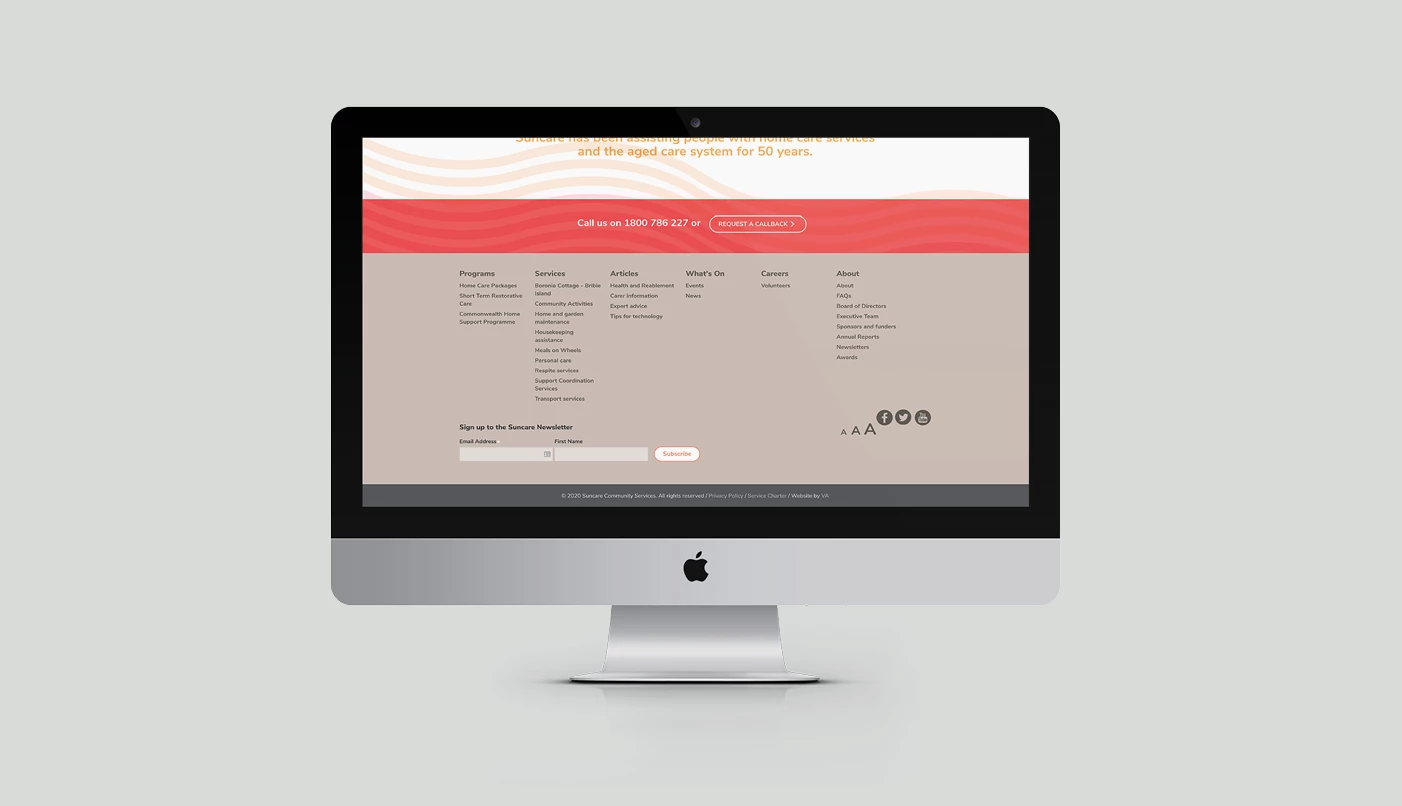 Suncare has been assisting people with home care services
and the aged care system for 50 years.
Call us on 1800 786 227 or REQUEST A CALLBACK
Programs
Home Care Packages
Short Term Restorative
Care
Commonwealth Home
Support Programme
Services
Boronia Cottage - Bribie
Island
Community Activities
Home and garden
maintenance
Housekeeping
assistance
Meals on Wheels
Personal care
Respite services
Support Coordination
Services
Transport services
Articles
Health and Reablement
Carer information
Expert advice
Tips for technology
What's On
Events
News
Careers
Volunteers
About
About
FAQs
Board of Directors
Executive Team
Sponsors and funders
Annual Reports
Newsletters
Awards
A A A
You Tube
Sign up to the Suncare Newsletter
Email Address First Name
Subscribe
© 2020 Suncare Community Services. All rights reserved / Privacy Policy / Service Charter / Website by VA